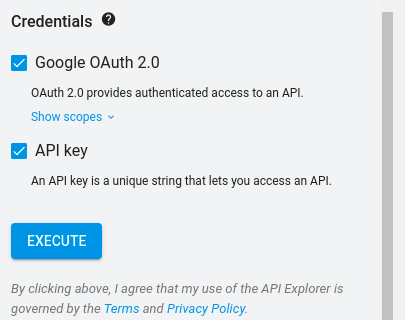 Credentials ?
Google OAuth 2.0
OAuth 2.0 provides authenticated access to an API.
Show scopes
API key
An API key is a unique string that lets you access an API.
EXECUTE
By clicking above, I agree that my use of the API Explorer is
governed by the Terms and Privacy Policy.